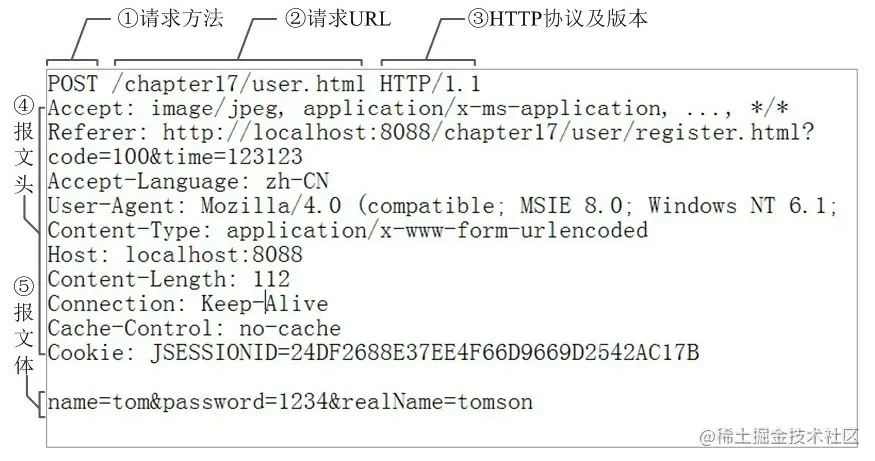 ①请求方法 ②请求URL ③HTTP协议及版本
POST /chapter17/user.html HTTP/1.1
④报文头
Accept: image/jpeg, application/x-ms-application, ..., */*
Referer: http://localhost:8088/chapter17/user/register.html?
code=100&time=123123
Accept-Language: zh-CN
User-Agent: Mozilla/4.0 (compatible; MSIE 8.0; Windows NT 6.1;
Content-Type: application/x-www-form-urlencoded
Host: localhost:8088
Content-Length: 112
Connection: Keep-Alive
Cache-Control: no-cache
Cookie: JSESSIONID=24DF2688E37EE4F66D9669D2542AC17B
⑤报文体
name=tom&password=1234&realName=tomson
@稀土掘金技术社区